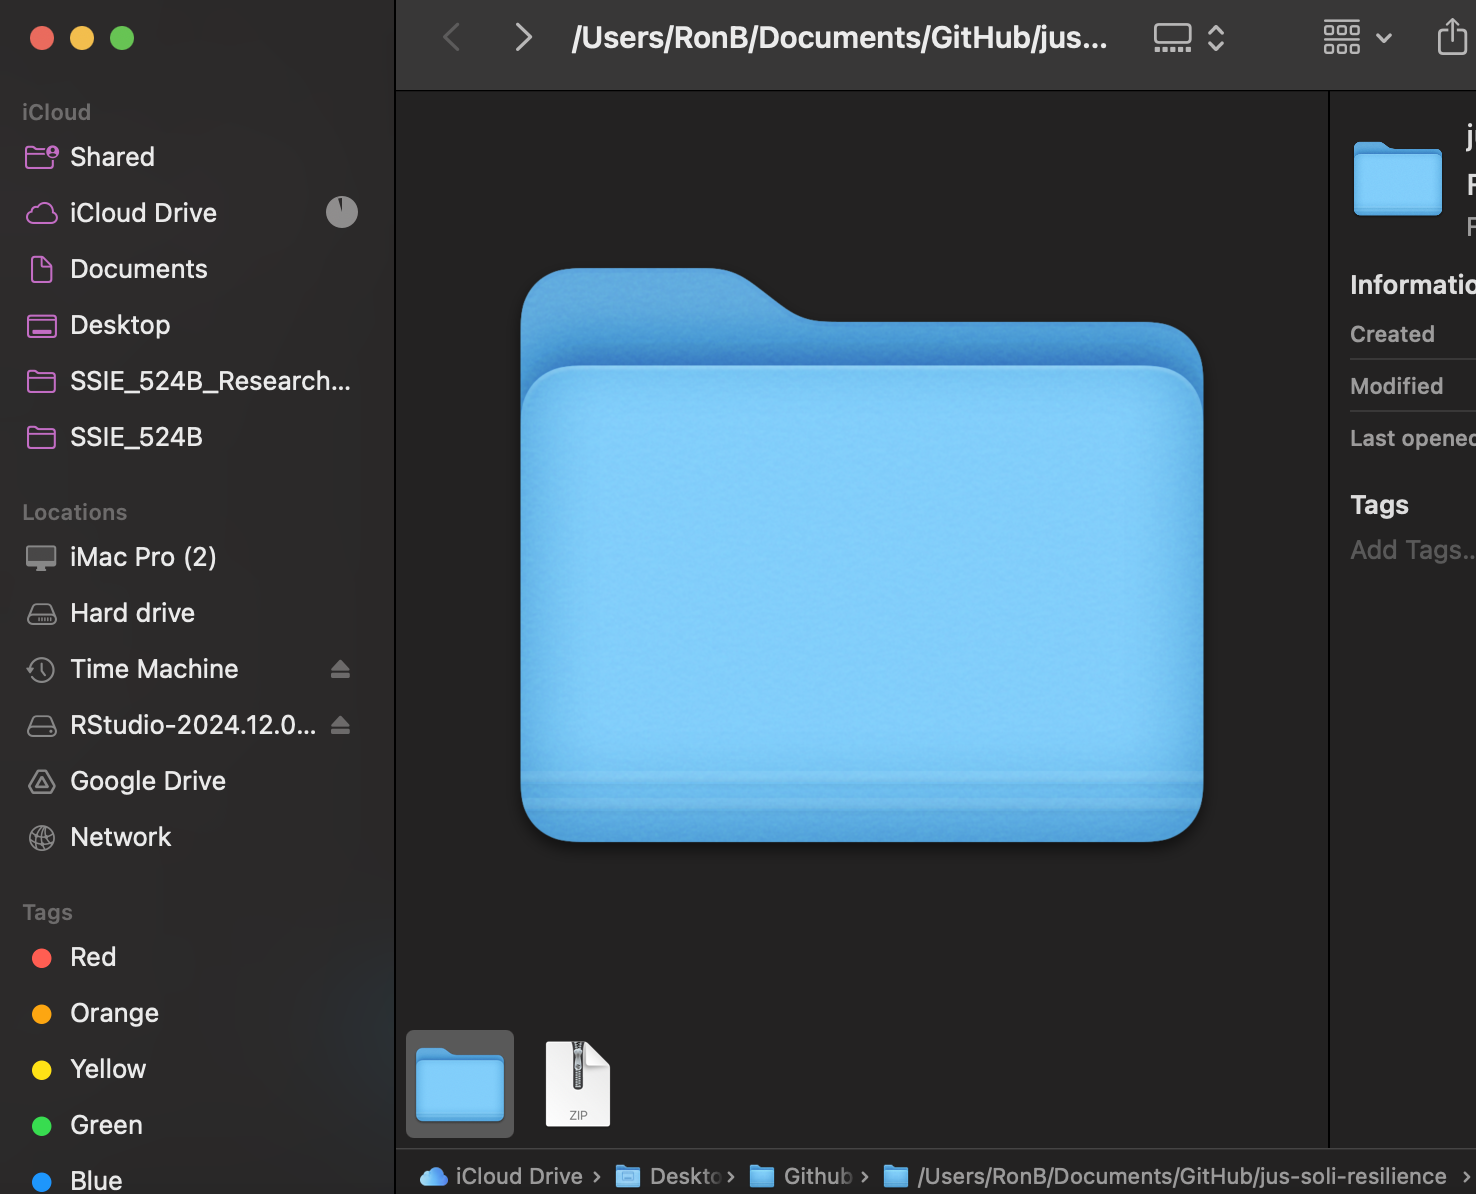 /Users/RonB/Documents/GitHub/jus...
iCloud
Shared
iCloud Drive
Documents
Desktop
SSIE_524B_Research...
SSIE_524B
Locations
iMac Pro (2)
Hard drive
Time Machine
RStudio-2024.12.0...
Google Drive
Network
Tags
Red
Orange
Yellow
Green
Blue
ZIP
Informatio
Created
Modified
Last opened
Tags
Add Tags...
iCloud Drive › Deskto › Github › /Users/RonB/Documents/GitHub/jus-soli-resilience ›